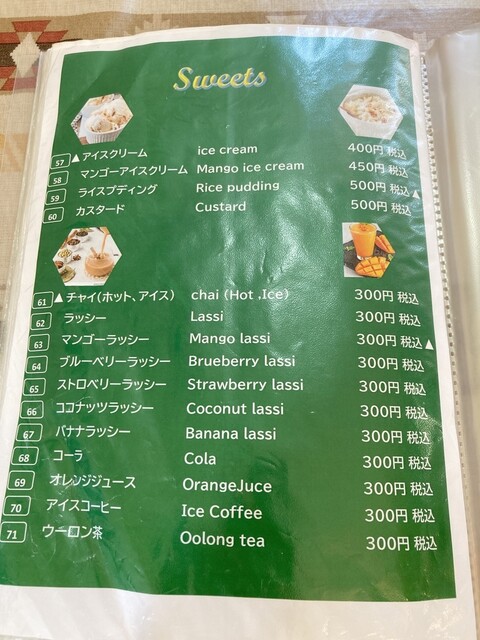 Sweets
57 ▲ アイスクリーム ice cream 400円 税込
58 マンゴーアイスクリーム Mango ice cream 450円 税込
59 ライスプディング Rice pudding 500円 税込 ▲
60 カスタード Custard 500円 税込
61 ▲ チャイ(ホット、アイス) chai (Hot .Ice) 300円 税込
62 ラッシー Lassi 300円 税込
63 マンゴーラッシー Mango lassi 300円 税込 ▲
64 ブルーベリーラッシー Brueberry lassi 300円 税込
65 ストロベリーラッシー Strawberry lassi 300円 税込
66 ココナッツラッシー Coconut lassi 300円 税込
67 バナナラッシー Banana lassi 300円 税込
68 コーラ Cola 300円 税込
69 オレンジジュース OrangeJuce 300円 税込
70 アイスコーヒー Ice Coffee 300円 税込
71 ウーロン茶 Oolong tea 300円 税込